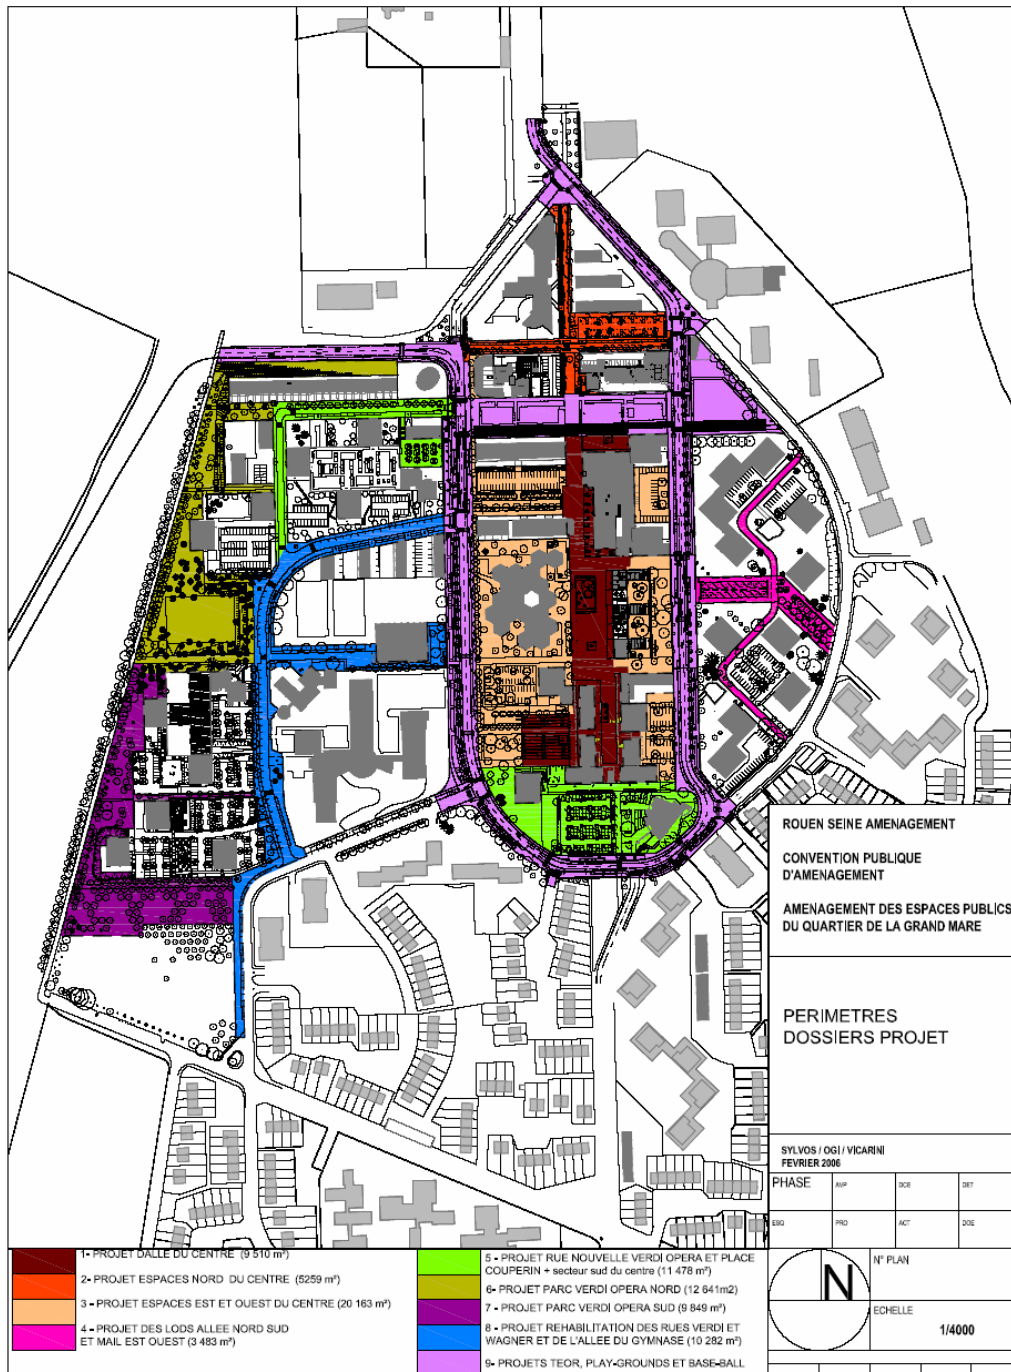 ROUEN SEINE AMENAGEMENT
CONVENTION PUBLIQUE
D'AMENAGEMENT
AMENAGEMENT DES ESPACES PUBLICS
DU QUARTIER DE LA GRAND MARE
PERIMETRES
DOSSIERS PROJET
SYLVOS / OGI / VICARINI
FEVRIER 2006
PHASE AVP DCE DET
ESQ PRO ACT DOE
1- PROJET DALLE DU CENTRE (9 510 m²)
2- PROJET ESPACES NORD DU CENTRE (5259 m²)
3 - PROJET ESPACES EST ET OUEST DU CENTRE (20 163 m²)
4 - PROJET DES LODS ALLEE NORD SUD
ET MAIL EST OUEST (3 483 m²)
5 - PROJET RUE NOUVELLE VERDI OPERA ET PLACE
COUPERIN + secteur sud du centre (11 478 m²)
6- PROJET PARC VERDI OPERA NORD (12 641m2)
7 - PROJET PARC VERDI OPERA SUD (9 849 m²)
8 - PROJET REHABILITATION DES RUES VERDI ET
WAGNER ET DE L'ALLEE DU GYMNASE (10 282 m²)
9- PROJETS TEOR, PLAY-GROUNDS ET BASE-BALL
N
N° PLAN
ECHELLE
1/4000